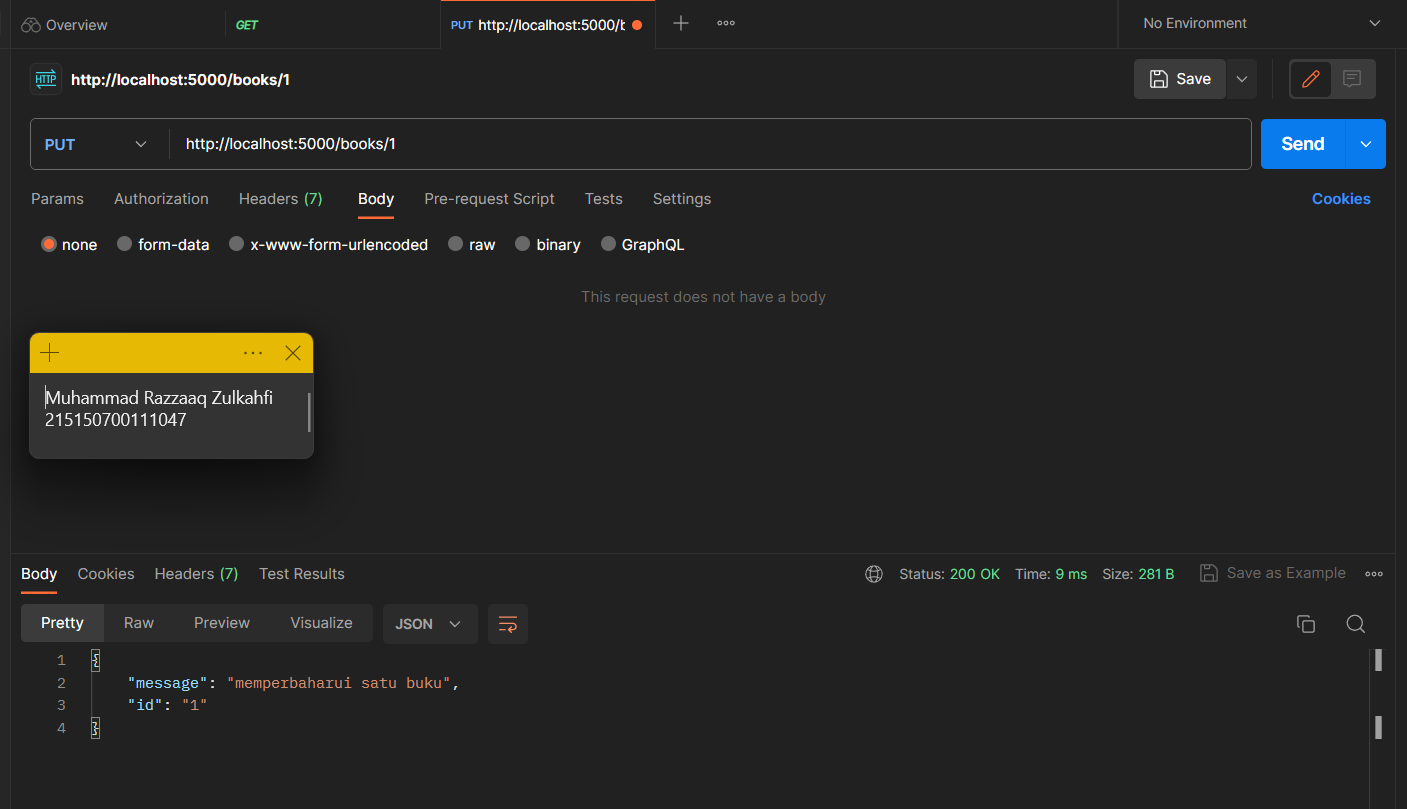 Overview
GET
PUT http://localhost:5000/b
No Environment
HTTP
http://localhost:5000/books/1
Save
PUT
http://localhost:5000/books/1
Send
Params Authorization Headers (7) Body Pre-request Script Tests Settings Cookies
none form-data x-www-form-urlencoded raw binary GraphQL
This request does not have a body
Muhammad Razzaaq Zulkahfi
215150700111047
Body Cookies Headers (7) Test Results
Status: 200 OK Time: 9 ms Size: 281 B Save as Example
Pretty Raw Preview Visualize JSON
1 {
2 "message": "memperbaharui satu buku",
3 "id": "1"
4 }